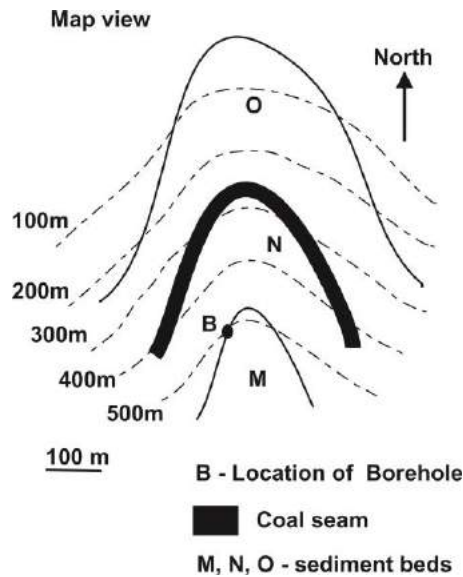 Map view
North
O
100m
N
200m
300m
B
400m
M
500m
100 m
B - Location of Borehole
Coal seam
M, N, O - sediment beds